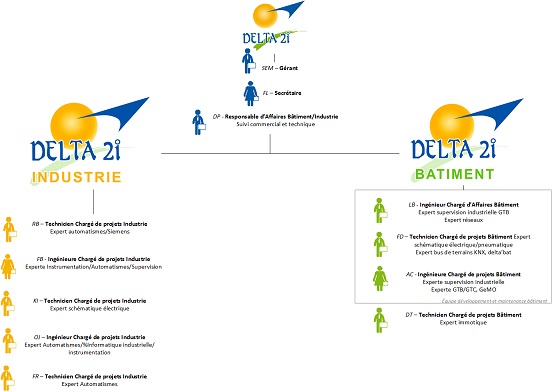 DELTA 2i
SEM – Gérant
FL – Secrétaire
DP - Responsable d'Affaires Bâtiment/Industrie
Suivi commercial et technique
DELTA 2i
INDUSTRIE
RB – Technicien Chargé de projets Industrie
Expert automatismes/Siemens
FB - Ingénieure Chargé de projets Industrie
Experte Instrumentation/Automatismes/Supervision
KI – Technicien Chargé de projets Industrie
Expert schématique électrique
OJ – Ingénieur Chargé de projets Industrie
Expert Automatismes/%Informatique industrielle/
instrumentation
FR – Technicien Chargé de projets Industrie
Expert Automatismes
DELTA 2i
BATIMENT
LB - Ingénieur Chargé d'Affaires Bâtiment
Expert supervision industrielle GTB
Expert réseaux
FD – Technicien Chargé de projets Bâtiment Expert
schématique électrique/pneumatique
Expert bus de terrains KNX, delta'bat
AC - Ingénieure Chargé de projets Bâtiment
Experte supervision industrielle
Experte GTB/GTC, GeMO
Equipe développement et maintenance bâtiment
DT – Technicien Chargé de projets Bâtiment
Expert immotique